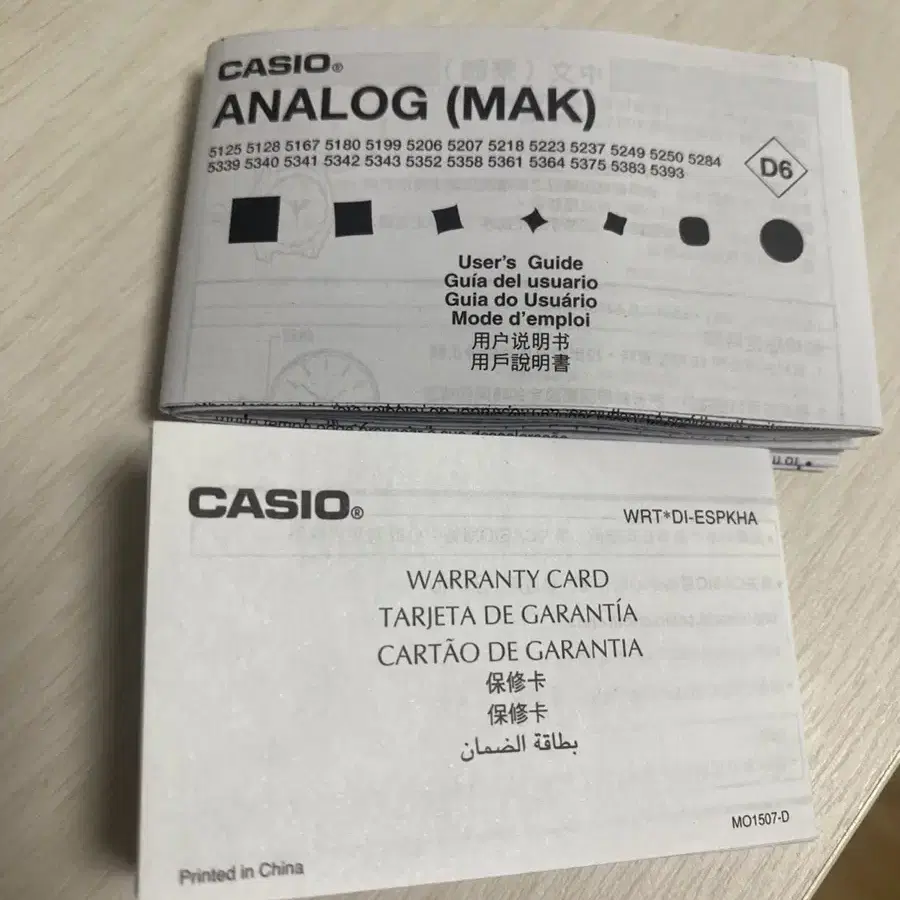 CASIO®
ANALOG (MAK)
5125 5128 5167 5180 5199 5206 5207 5218 5223 5237 5249 5250 5284
5339 5340 5341 5342 5343 5352 5358 5361 5364 5375 5383 5393
D6
User's Guide
Guía del usuario
Guia do Usuário
Mode d'emploi
用户说明书
用戶說明書
CASIO®
WRT*DI-ESPKHA
WARRANTY CARD
TARJETA DE GARANTÍA
CARTÃO DE GARANTIA
保修卡
保修卡
بطاقة الضمان
MO1507-D
Printed in China